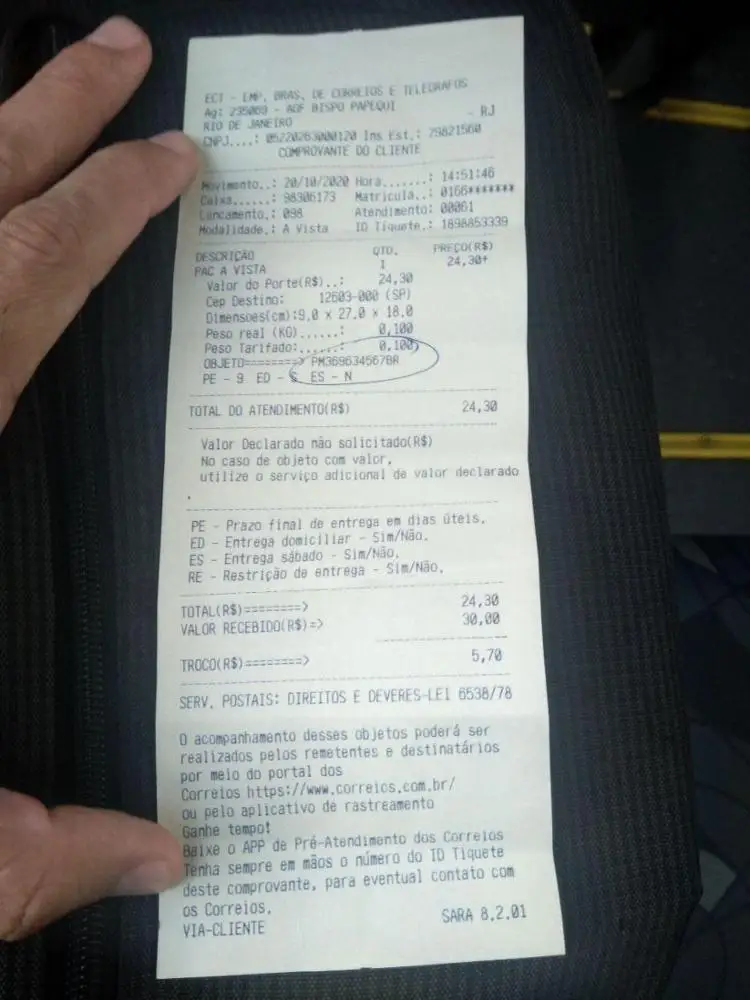 ECT - EMP. BRAS. DE CORREIOS E TELEGRAFOS
Ag: 235069 - AGF BISPO PAPEQUI
RIO DE JANEIRO - RJ
CNPJ....: 05220263000120 Ins Est.: 79821560
COMPROVANTE DO CLIENTE
Movimento..: 20/10/2020 Hora.......: 14:51:46
Caixa......: 98306173 Matricula..: 0166*******
Lancamento.: 098 Atendimento: 00061
Modalidade.: A Vista ID Tiquete.: 1898853339
DESCRIÇÃO QTD. PREÇO(R$)
PAC A VISTA 1 24,30+
Valor do Porte(R$)..: 24,30
Cep Destino: 12603-000 (SP)
Dimensoes(cm):9.0 x 27.0 x 18.0
Peso real (KG)......: 0,100
Peso Tarifado:......: 0,100
OBJETO========> PM369634567BR
PE - 9 ED - S ES - N
TOTAL DO ATENDIMENTO(R$) 24,30
Valor Declarado não solicitado(R$)
No caso de objeto com valor,
utilize o serviço adicional de valor declarado
.
PE - Prazo final de entrega em dias úteis.
ED - Entrega domiciliar - Sim/Não.
ES - Entrega sábado - Sim/Não.
RE - Restrição de entrega - Sim/Não.
TOTAL(R$)========> 24,30
VALOR RECEBIDO(R$)=> 30,00
TROCO(R$)========> 5,70
SERV. POSTAIS: DIREITOS E DEVERES-LEI 6538/78
O acompanhamento desses objetos poderá ser
realizados pelos remetentes e destinatários
por meio do portal dos
Correios https://www.correios.com.br/
ou pelo aplicativo de rastreamento
Ganhe tempo!
Baixe o APP de Pré-Atendimento dos Correios
Tenha sempre em mãos o número do ID Tiquete
deste comprovante, para eventual contato com
os Correios.
VIA-CLIENTE SARA 8.2.01